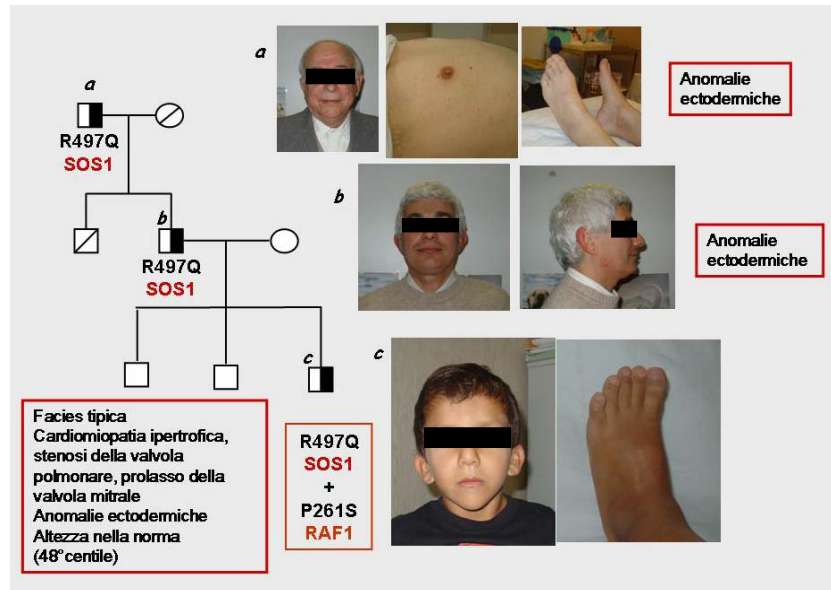 a
R497Q
SOS1
a
Anomalie
ectodermiche
b
R497Q
SOS1
b
Anomalie
ectodermiche
c
Facies tipica
Cardiomiopatia ipertrofica,
stenosi della valvola
polmonare, prolasso della
valvola mitrale
Anomalie ectodermiche
Altezza nella norma
(48°centile)
R497Q
SOS1
+
P261S
RAF1
c